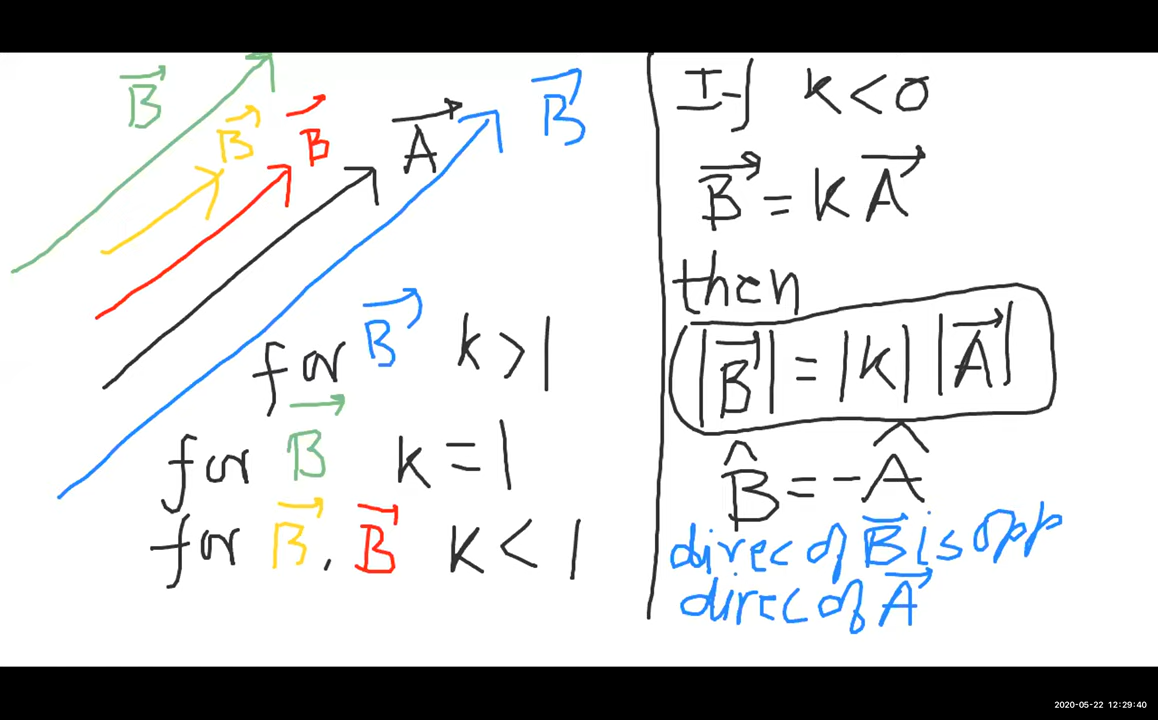 B
B
B
A
B
for B k>1
for B k=1
for B, B k<1
If k<0
B = kA
then
|B| = |k| |A|
B̂ = -Â
direc of B is opp
direc of A
2020-05-22 12:29:40